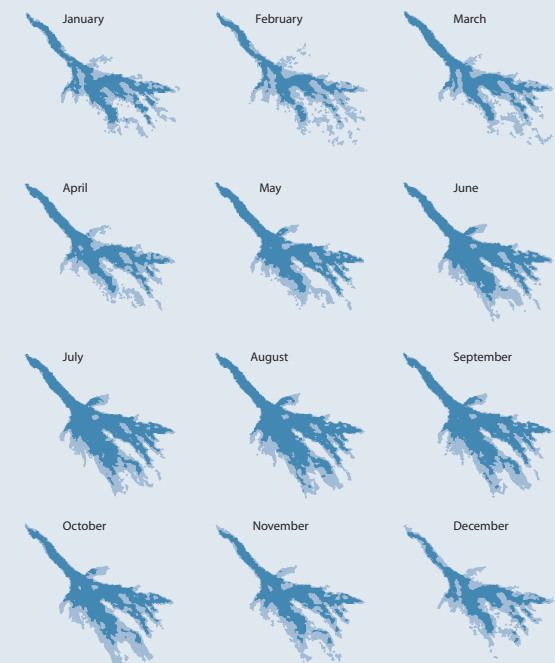 January
February
March
April
May
June
July
August
September
October
November
December